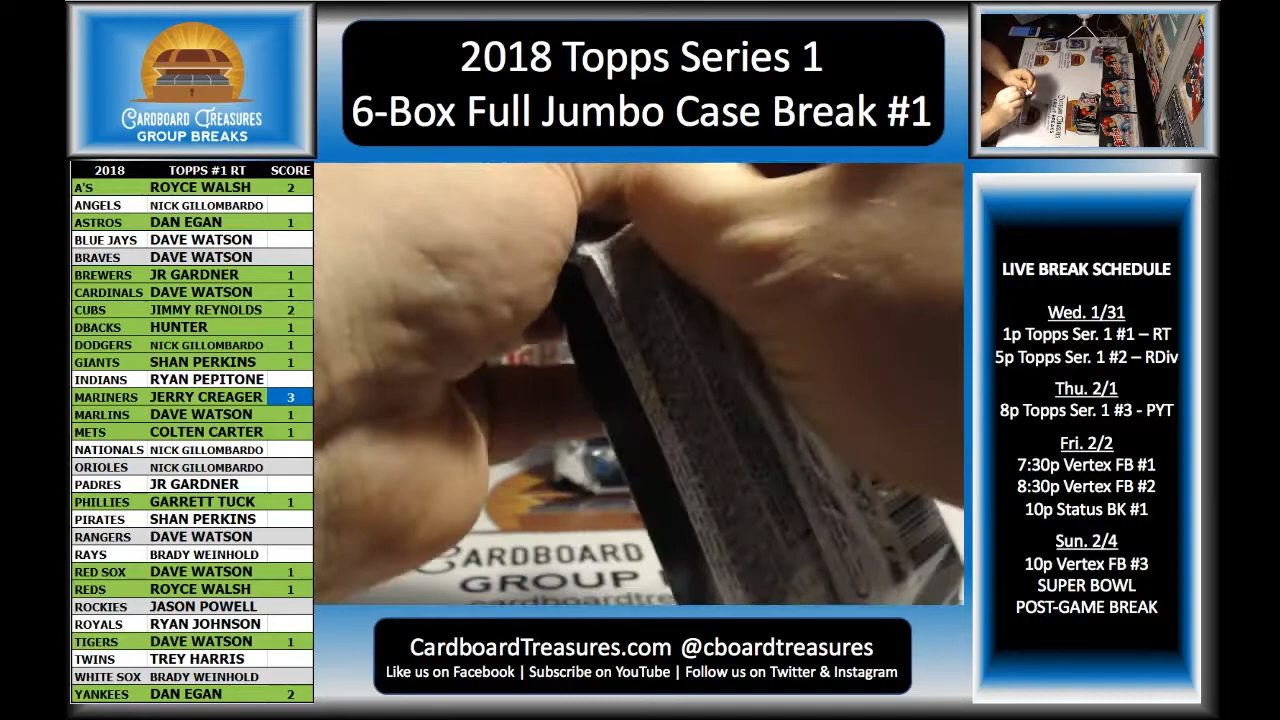 CARDBOARD TREASURES
GROUP BREAKS
2018 Topps Series 1
6-Box Full Jumbo Case Break #1
2018 TOPPS #1 RT SCORE
A'S ROYCE WALSH 2
ANGELS NICK GILLOMBARDO
ASTROS DAN EGAN 1
BLUE JAYS DAVE WATSON
BRAVES DAVE WATSON
BREWERS JR GARDNER 1
CARDINALS DAVE WATSON 1
CUBS JIMMY REYNOLDS 2
DBACKS HUNTER 1
DODGERS NICK GILLOMBARDO 1
GIANTS SHAN PERKINS 1
INDIANS RYAN PEPITONE
MARINERS JERRY CREAGER 3
MARLINS DAVE WATSON 1
METS COLTEN CARTER 1
NATIONALS NICK GILLOMBARDO
ORIOLES NICK GILLOMBARDO
PADRES JR GARDNER
PHILLIES GARRETT TUCK 1
PIRATES SHAN PERKINS
RANGERS DAVE WATSON
RAYS BRADY WEINHOLD
RED SOX DAVE WATSON 1
REDS ROYCE WALSH 1
ROCKIES JASON POWELL
ROYALS RYAN JOHNSON
TIGERS DAVE WATSON 1
TWINS TREY HARRIS
WHITE SOX BRADY WEINHOLD
YANKEES DAN EGAN 2
CARDBOARD
GROUP
cardboardtre
CardboardTreasures.com @cboardtreasures
Like us on Facebook | Subscribe on YouTube | Follow us on Twitter & Instagram
LIVE BREAK SCHEDULE
Wed. 1/31
1p Topps Ser. 1 #1 – RT
5p Topps Ser. 1 #2 – RDiv
Thu. 2/1
8p Topps Ser. 1 #3 - PYT
Fri. 2/2
7:30p Vertex FB #1
8:30p Vertex FB #2
10p Status BK #1
Sun. 2/4
10p Vertex FB #3
SUPER BOWL
POST-GAME BREAK